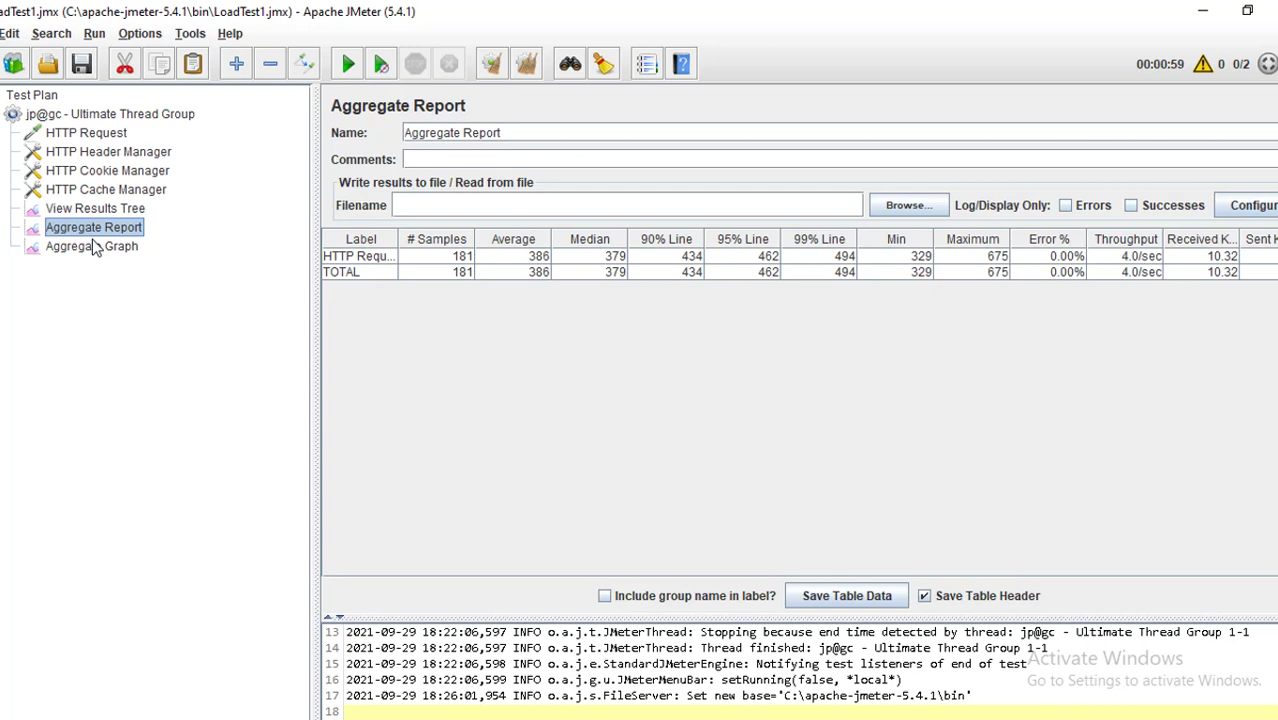 adTest1.jmx (C:\apache-jmeter-5.4.1\bin\LoadTest1.jmx) - Apache JMeter (5.4.1)
Edit Search Run Options Tools Help
00:00:59 0 0/2
Test Plan
jp@gc - Ultimate Thread Group
HTTP Request
HTTP Header Manager
HTTP Cookie Manager
HTTP Cache Manager
View Results Tree
Aggregate Report
Aggregate Graph
Aggregate Report
Name: Aggregate Report
Comments:
Write results to file / Read from file
Filename Browse... Log/Display Only: Errors Successes Configur
Label # Samples Average Median 90% Line 95% Line 99% Line Min Maximum Error % Throughput Received K... Sent K
HTTP Requ... 181 386 379 434 462 494 329 675 0.00% 4.0/sec 10.32
TOTAL 181 386 379 434 462 494 329 675 0.00% 4.0/sec 10.32
Include group name in label? Save Table Data Save Table Header
13 2021-09-29 18:22:06,597 INFO o.a.j.t.JMeterThread: Stopping because end time detected by thread: jp@gc - Ultimate Thread Group 1-1
14 2021-09-29 18:22:06,597 INFO o.a.j.t.JMeterThread: Thread finished: jp@gc - Ultimate Thread Group 1-1
15 2021-09-29 18:22:06,598 INFO o.a.j.e.StandardJMeterEngine: Notifying test listeners of end of test
16 2021-09-29 18:22:06,599 INFO o.a.j.g.u.JMeterMenuBar: setRunning(false, *local*)
17 2021-09-29 18:26:01,954 INFO o.a.j.s.FileServer: Set new base='C:\apache-jmeter-5.4.1\bin'
18
Activate Windows
Go to Settings to activate Windows.